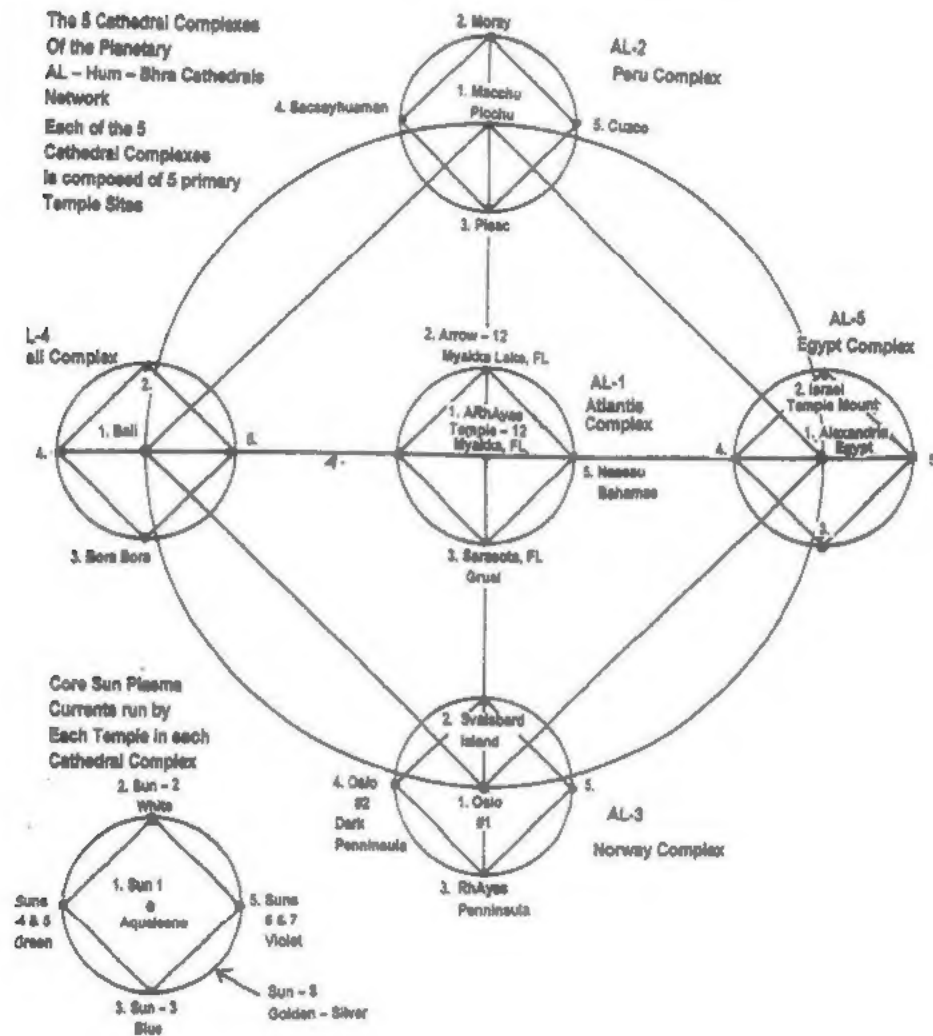 The 5 Cathedral Complexes
Of the Planetary
AL – Hum – Bhra Cathedrals
Network
Each of the 5
Cathedral Complexes
is composed of 5 primary
Temple Sites
2. Moray
AL-2
Peru Complex
1. Macchu
Picchu
4. Sacsayhuaman
5. Cuzco
3. Pisac
L-4
ali Complex
2.
1. Bali
4.
5.
3. Bora Bora
2. Arrow – 12
Myakka Lake, FL
AL-1
Atlantis
Complex
1. ARhAyas
Temple – 12
Myakka, FL
4.
5. Nassau
Bahamas
3. Sarasota, FL
Grual
AL-5
Egypt Complex
2. Israel
Temple Mount
1. Alexandria
Egypt
4.
5
3.
2. Svalsbard
Island
4. Oslo
#2
Dark
Penninsula
1. Oslo
#1
5.
AL-3
Norway Complex
3. RhAyas
Penninsula
Core Sun Plasma
Currents run by
Each Temple in each
Cathedral Complex
2. Sun – 2
White
1. Sun 1
Suns
4 & 5
Green
5. Suns
6 & 7
Violet
3. Sun – 3
Blue
Sun – 8
Golden – Silver